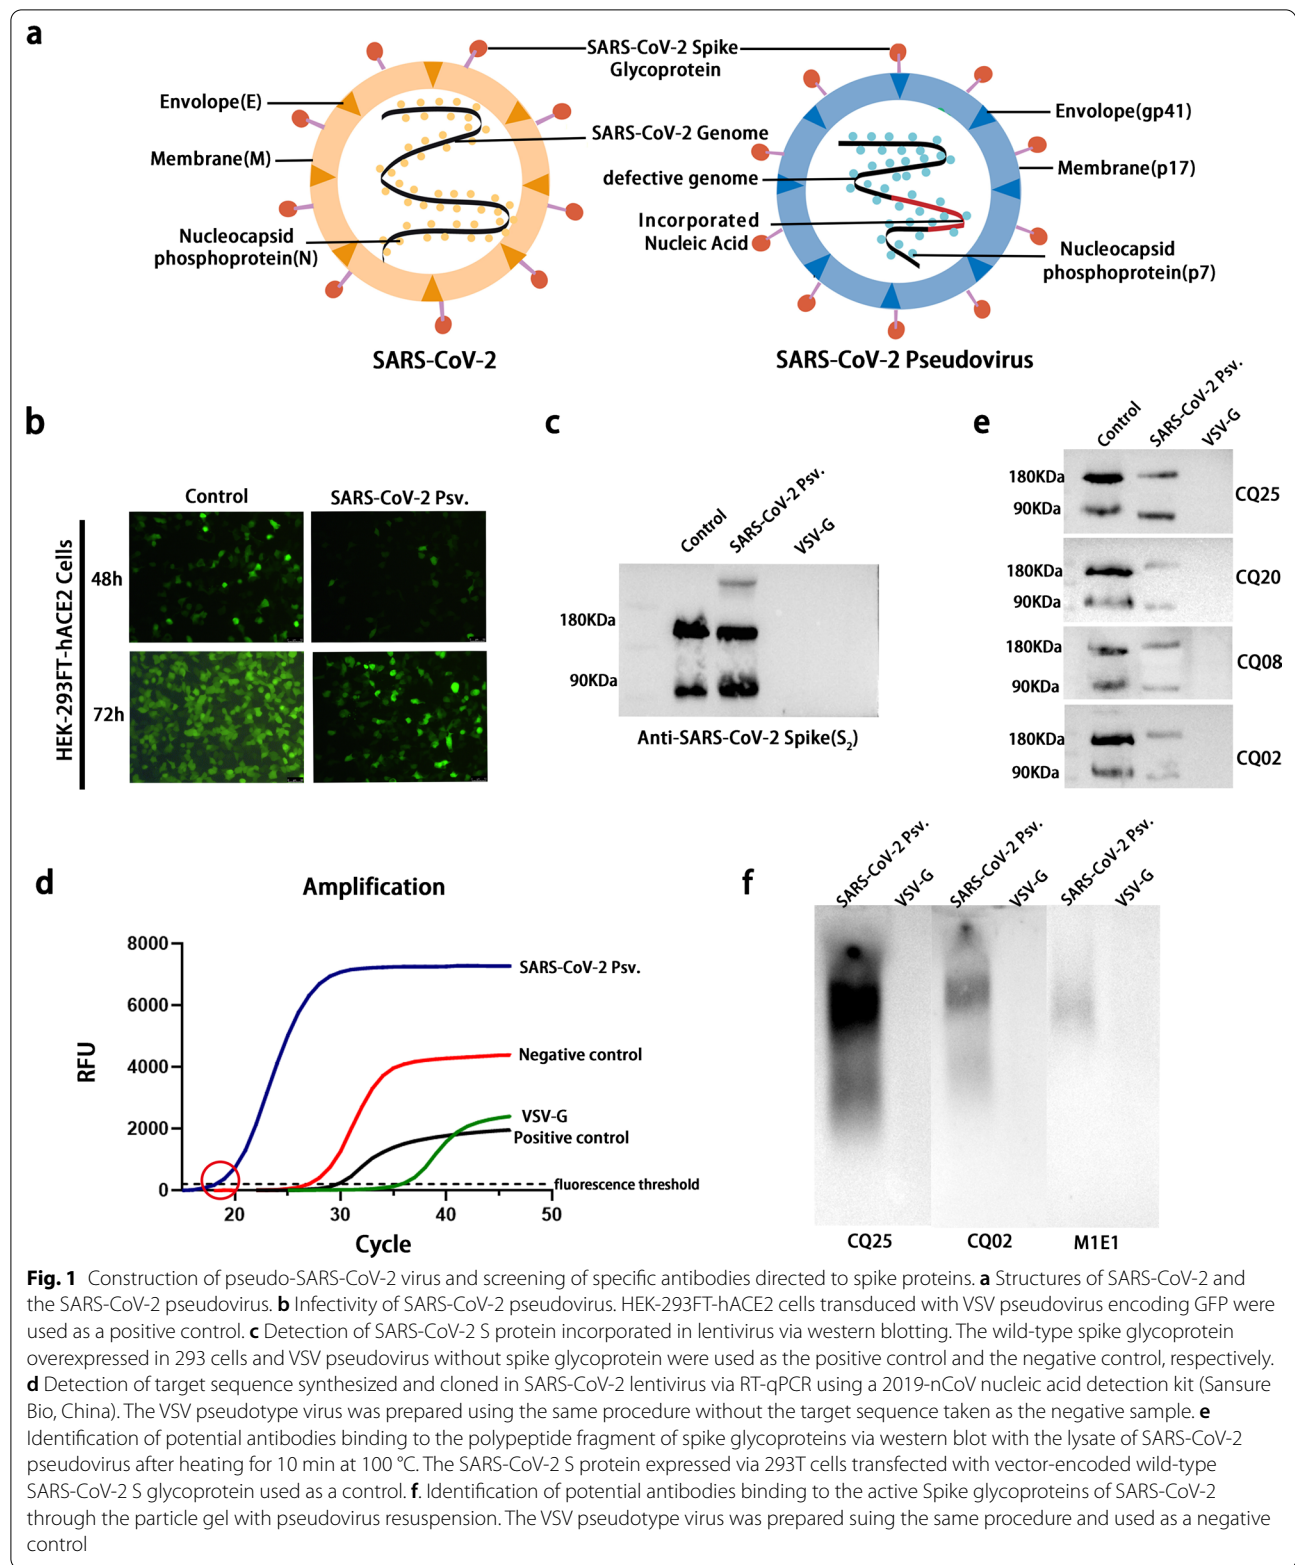 a
SARS-CoV-2 Spike
Glycoprotein
Envelope(E)
SARS-CoV-2 Genome
Envelope(gp41)
Membrane(M)
defective genome
Membrane(p17)
Incorporated
Nucleic Acid
Nucleocapsid
phosphoprotein(N)
Nucleocapsid
phosphoprotein(p7)
SARS-CoV-2
SARS-CoV-2 Pseudovirus
b
Control
SARS-CoV-2 Psv.
HEK-293FT-hACE2 Cells
48h
72h
c
Control
SARS-CoV-2 Psv.
VSV-G
180KDa
90KDa
Anti-SARS-CoV-2 Spike(S2)
e
Control
SARS-CoV-2 Psv.
VSV-G
180KDa
90KDa
CQ25
180KDa
90KDa
CQ20
180KDa
90KDa
CQ08
180KDa
90KDa
CQ02
d
Amplification
RFU
8000
6000
4000
2000
0
20
30
40
50
Cycle
SARS-CoV-2 Psv.
Negative control
VSV-G
Positive control
fluorescence threshold
f
SARS-CoV-2 Psv.
VSV-G
SARS-CoV-2 Psv.
VSV-G
SARS-CoV-2 Psv.
VSV-G
CQ25
CQ02
M1E1
Fig. 1 Construction of pseudo-SARS-CoV-2 virus and screening of specific antibodies directed to spike proteins. a Structures of SARS-CoV-2 and
the SARS-CoV-2 pseudovirus. b Infectivity of SARS-CoV-2 pseudovirus. HEK-293FT-hACE2 cells transduced with VSV pseudovirus encoding GFP were
used as a positive control. c Detection of SARS-CoV-2 S protein incorporated in lentivirus via western blotting. The wild-type spike glycoprotein
overexpressed in 293 cells and VSV pseudovirus without spike glycoprotein were used as the positive control and the negative control, respectively.
d Detection of target sequence synthesized and cloned in SARS-CoV-2 lentivirus via RT-qPCR using a 2019-nCoV nucleic acid detection kit (Sansure
Bio, China). The VSV pseudotype virus was prepared using the same procedure without the target sequence taken as the negative sample. e
Identification of potential antibodies binding to the polypeptide fragment of spike glycoproteins via western blot with the lysate of SARS-CoV-2
pseudovirus after heating for 10 min at 100 °C. The SARS-CoV-2 S protein expressed via 293T cells transfected with vector-encoded wild-type
SARS-CoV-2 S glycoprotein used as a control. f. Identification of potential antibodies binding to the active Spike glycoproteins of SARS-CoV-2
through the particle gel with pseudovirus resuspension. The VSV pseudotype virus was prepared suing the same procedure and used as a negative
control